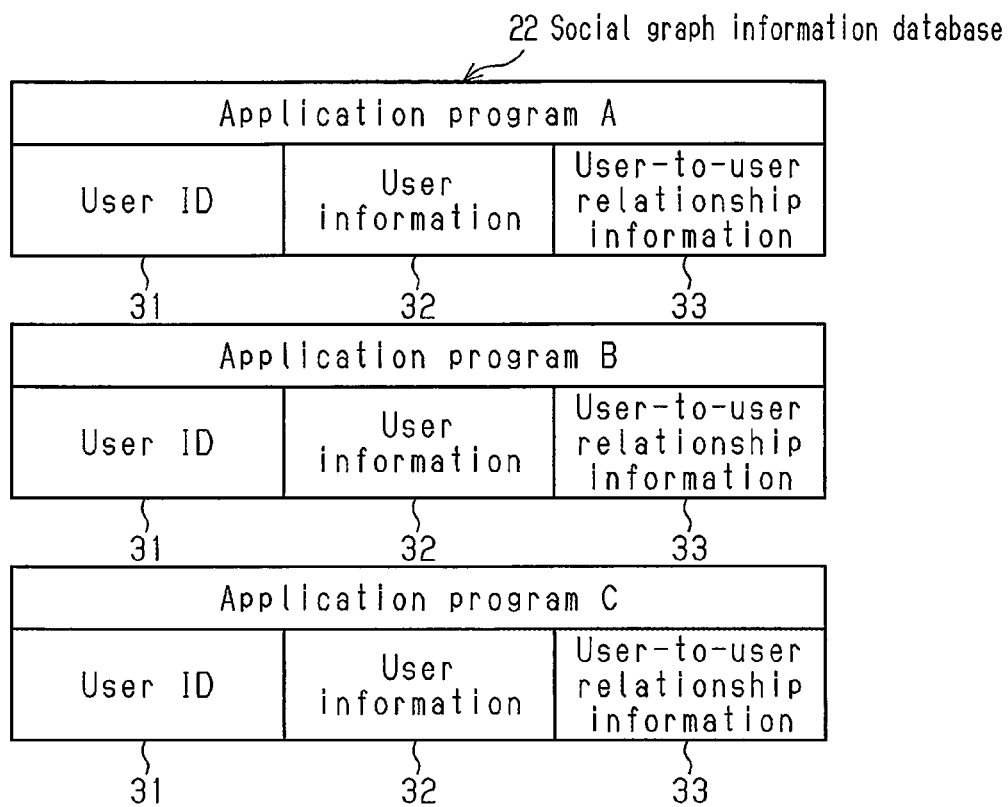 22 Social graph information database
Application program A
User ID
User
information
User-to-user
relationship
information
31
32
33
Application program B
User ID
User
information
User-to-user
relationship
information
31
32
33
Application program C
User ID
User
information
User-to-user
relationship
information
31
32
33